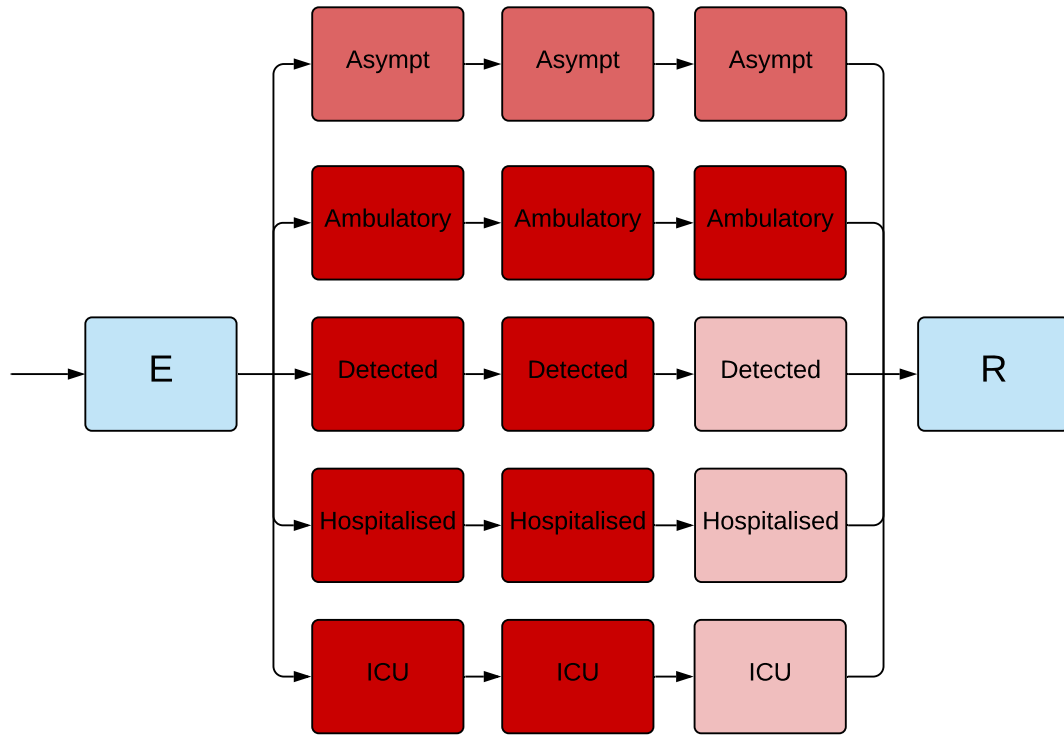 Asympt Asympt Asympt
Ambulatory Ambulatory Ambulatory
E Detected Detected Detected R
Hospitalised Hospitalised Hospitalised
ICU ICU ICU